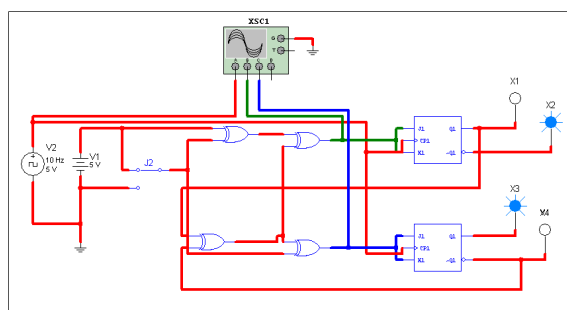 XSC1
G
T
A B C D
X1
X2
V2
10 Hz
5 V
V1
5 V
J2
J1 Q1
CP1
K1 ~Q1
X3
X4
J1 Q1
CP1
K1 ~Q1